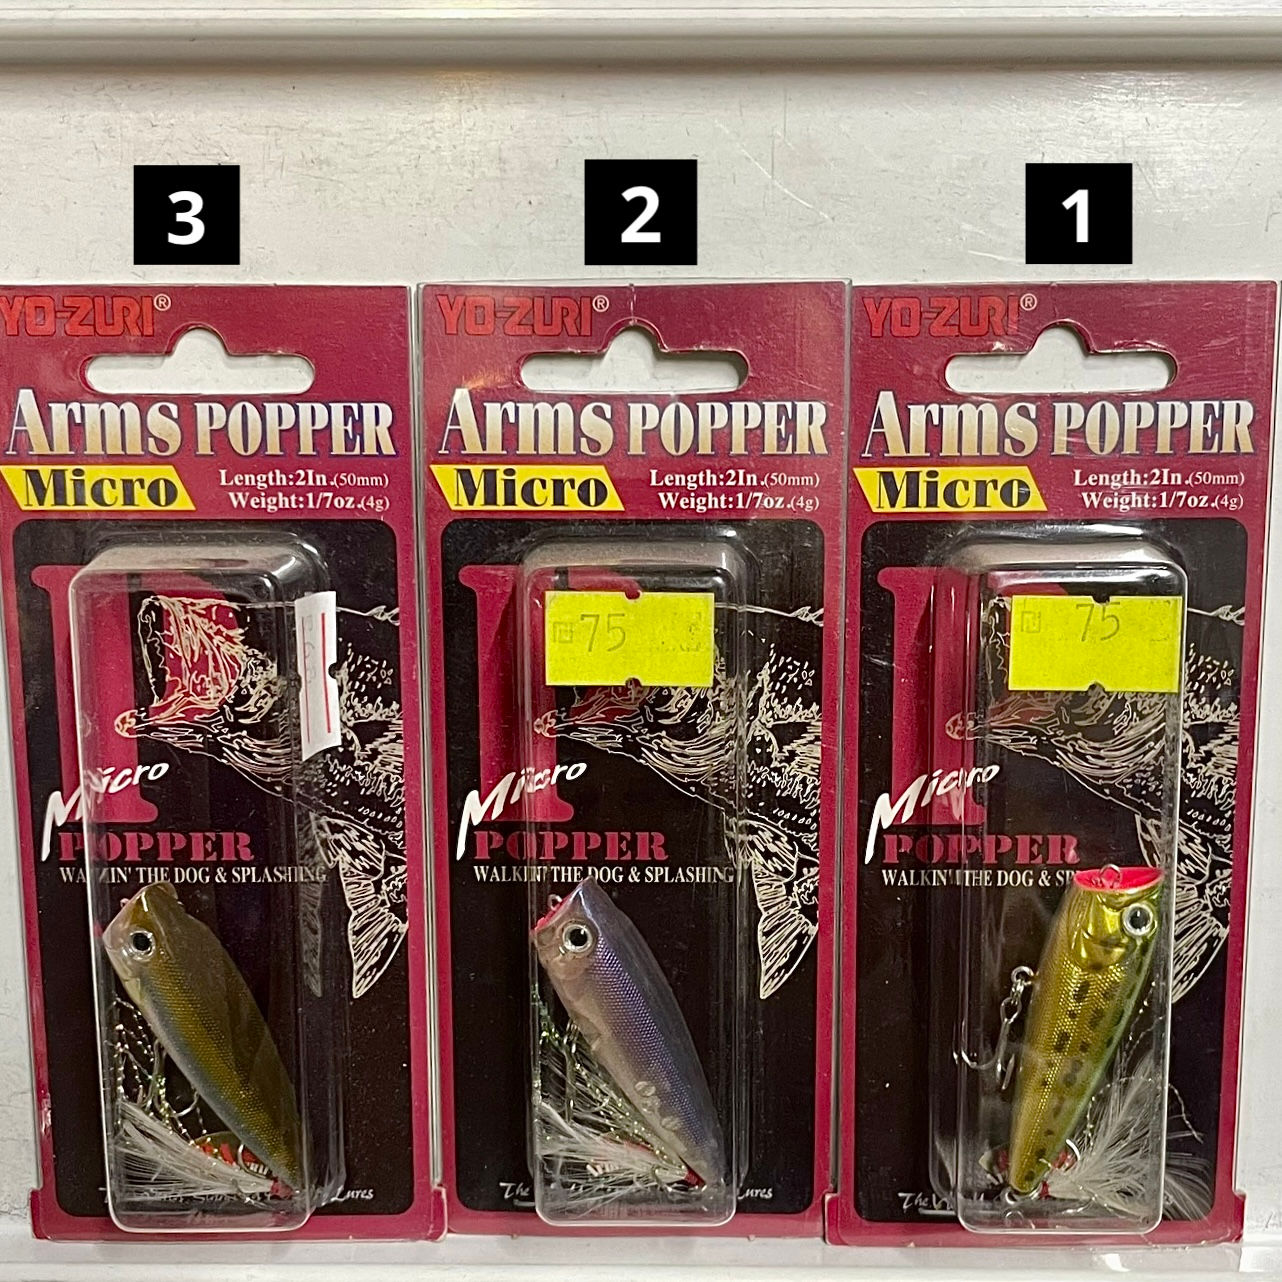 3
2
1
YO-ZURI®
Arms POPPER
Micro
Length:2In.(50mm)
Weight:1/7oz.(4g)
Micro
POPPER
WALKIN' THE DOG & SPLASHING
Lures
YO-ZURI®
Arms POPPER
Micro
Length:2In.(50mm)
Weight:1/7oz.(4g)
₪75
Micro
POPPER
WALKIN' THE DOG & SPLASHING
The
Lures
YO-ZURI®
Arms POPPER
Micro
Length:2In.(50mm)
Weight:1/7oz.(4g)
₪ 75
Micro
POPPER
WALKIN' THE DOG & SP
The